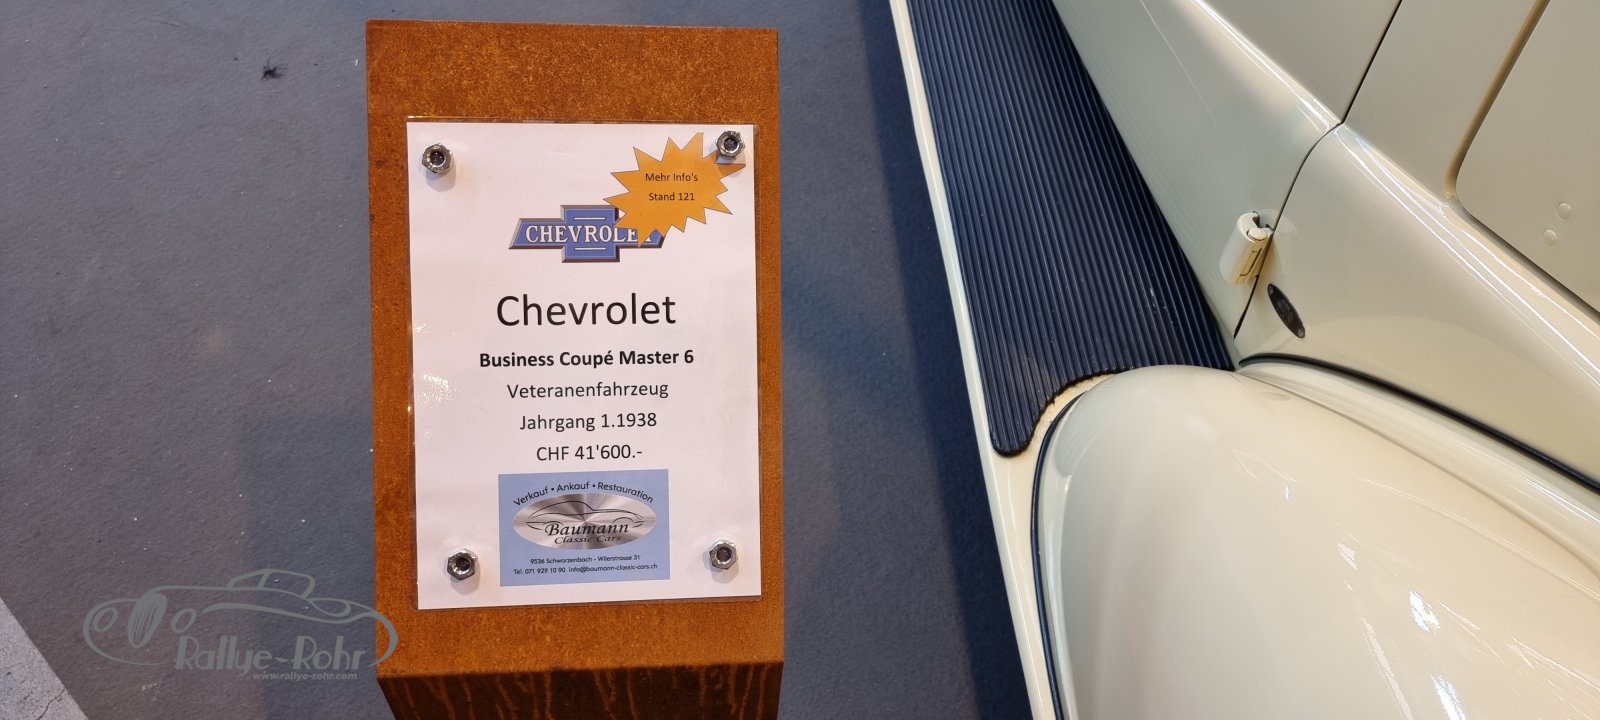 Mehr Info's
Stand 121
CHEVROLET
Chevrolet
Business Coupé Master 6
Veteranenfahrzeug
Jahrgang 1.1938
CHF 41'600.-
Verkauf • Ankauf • Restauration
Baumann
Classic Cars
9536 Schwarzenbach - Wilerstrasse 31
Tel. 071 929 10 90 info@baumann-classic-cars.ch
Rallye-Rohr
www.rallye-rohr.com